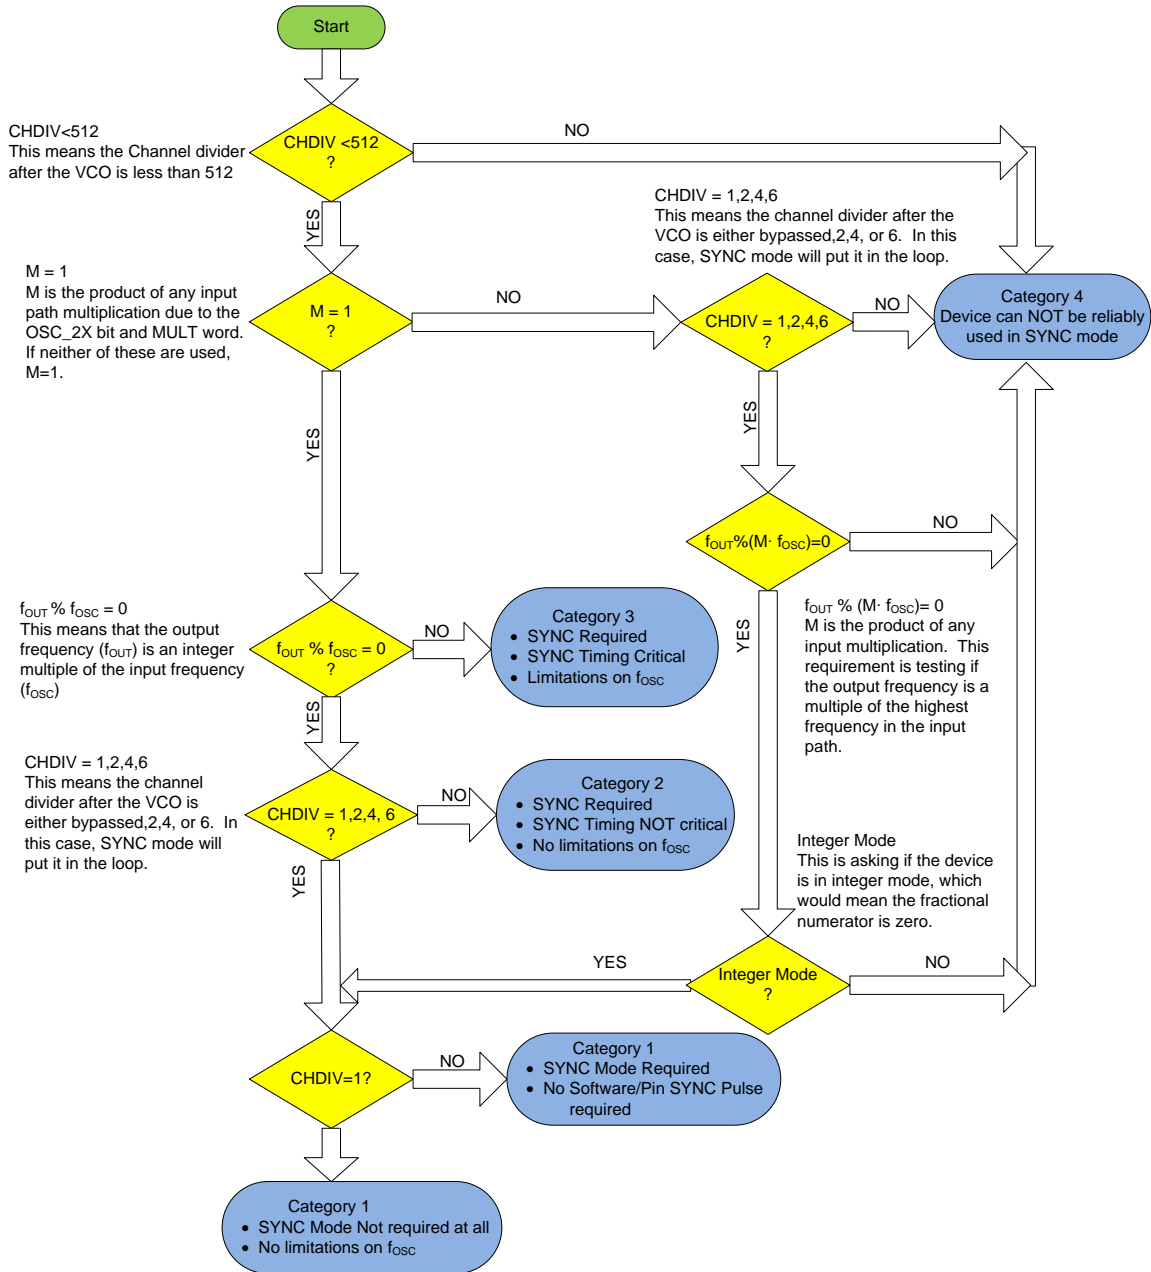 Start
CHDIV<512
This means the Channel divider
after the VCO is less than 512
CHDIV <512
?
NO
YES
CHDIV = 1,2,4,6
This means the channel divider after the
VCO is either bypassed,2,4, or 6. In this
case, SYNC mode will put it in the loop.
M = 1
M is the product of any input
path multiplication due to the
OSC_2X bit and MULT word.
If neither of these are used,
M=1.
M = 1
?
NO
CHDIV = 1,2,4,6
?
NO
Category 4
Device can NOT be reliably
used in SYNC mode
YES
YES
fOUT%(M· fOSC)=0
NO
fOUT % fOSC = 0
This means that the output
frequency (fOUT) is an integer
multiple of the input frequency
(fOSC)
fOUT % fOSC = 0
?
NO
Category 3
• SYNC Required
• SYNC Timing Critical
• Limitations on fOSC
YES
fOUT % (M· fOSC)= 0
M is the product of any
input multiplication. This
requirement is testing if
the output frequency is a
multiple of the highest
frequency in the input
path.
YES
CHDIV = 1,2,4,6
This means the channel
divider after the VCO is
either bypassed,2,4, or 6. In
this case, SYNC mode will
put it in the loop.
CHDIV = 1,2,4, 6
?
NO
Category 2
• SYNC Required
• SYNC Timing NOT critical
• No limitations on fOSC
YES
Integer Mode
This is asking if the device
is in integer mode, which
would mean the fractional
numerator is zero.
Integer Mode
?
YES
NO
CHDIV=1?
NO
Category 1
• SYNC Mode Required
• No Software/Pin SYNC Pulse
required
Category 1
• SYNC Mode Not required at all
• No limitations on fOSC